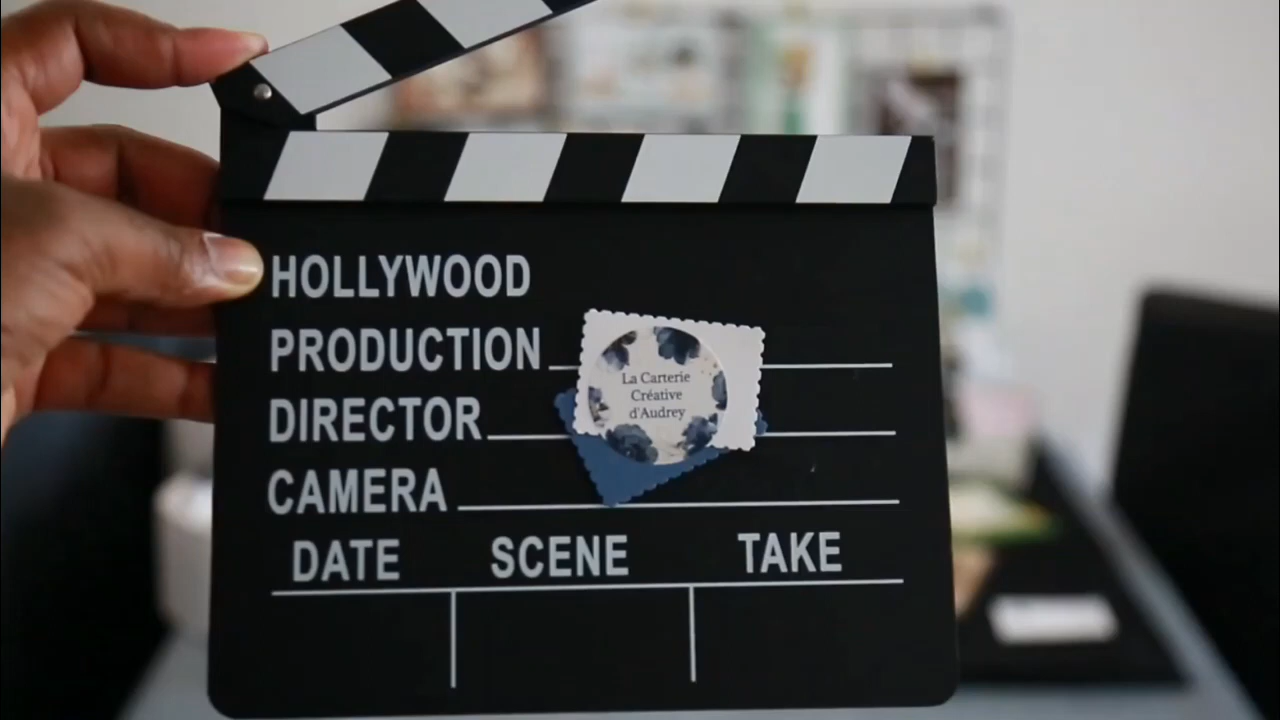 HOLLYWOOD
PRODUCTION
DIRECTOR
CAMERA
La Carterie
Créative
d'Audrey
DATE SCENE TAKE